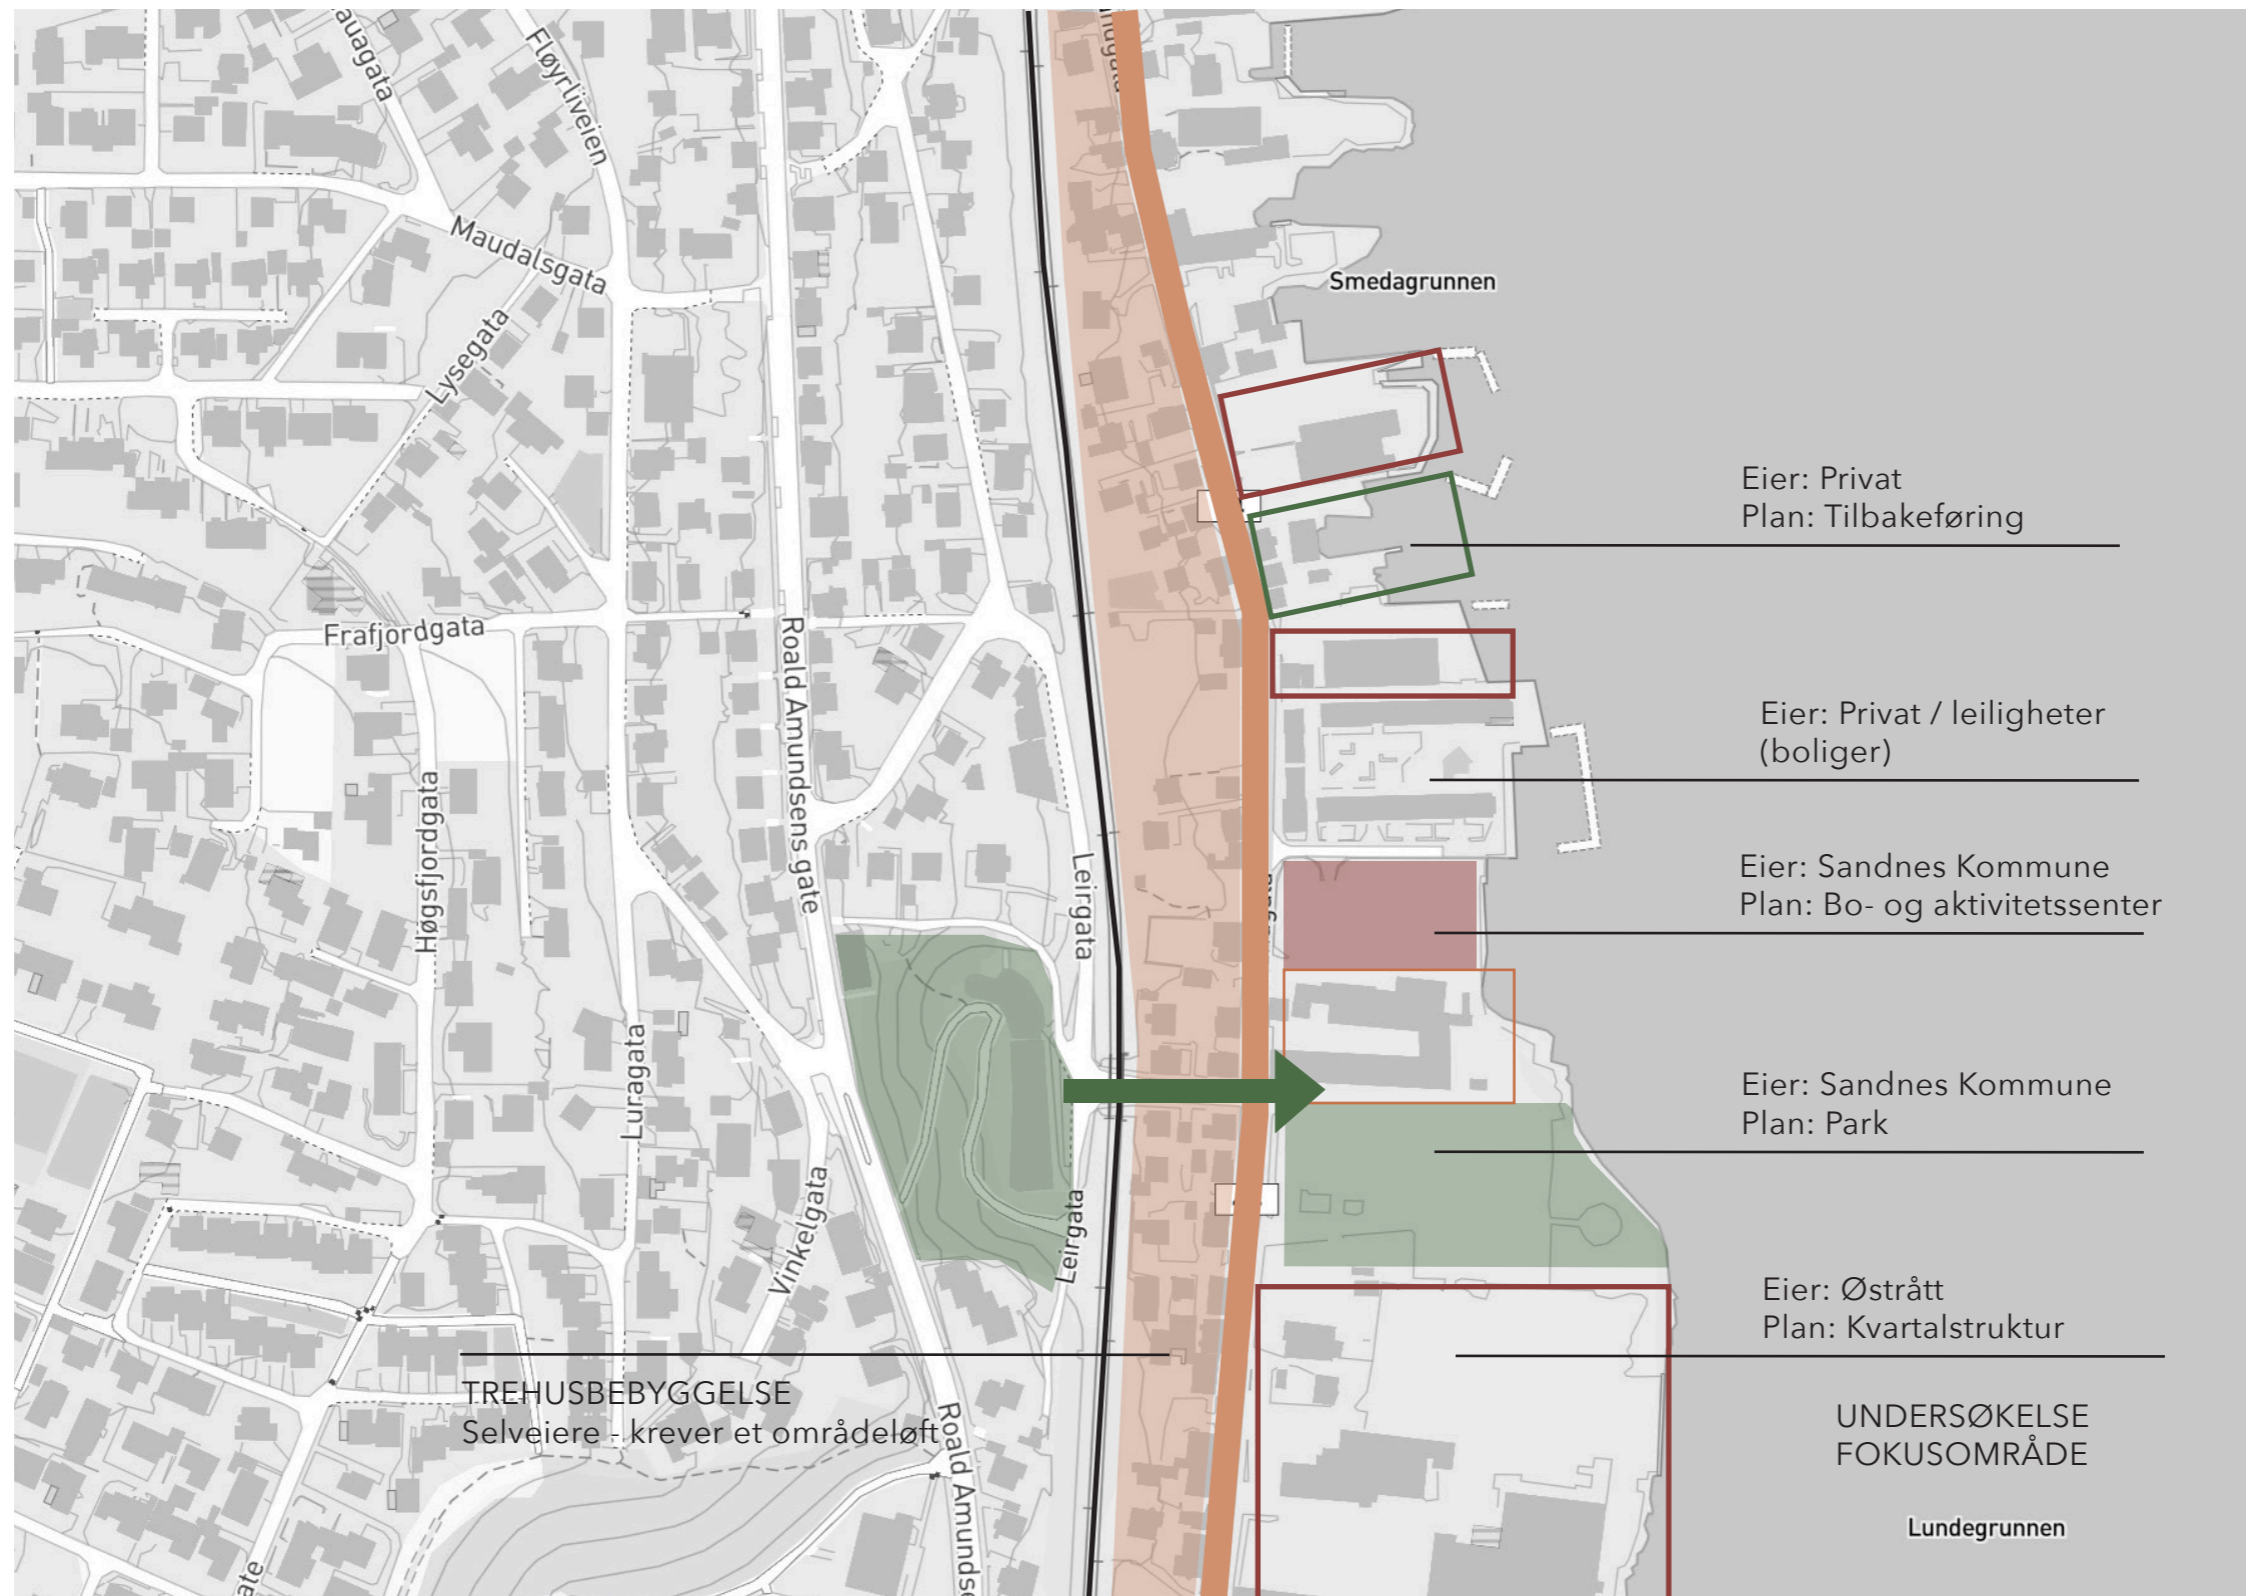 Fløyrliveien
Maudalsgata
Lysegata
Smedagrunnen
Eier: Privat
Plan: Tilbakeføring
Frafjordgata
Roald Amundsens gate
Eier: Privat / leiligheter
(boliger)
Høgsfjordgata
Leirgata
Eier: Sandnes Kommune
Plan: Bo- og aktivitetssenter
Luragata
Eier: Sandnes Kommune
Plan: Park
Vinkelgata
Leirgata
Eier: Østrått
Plan: Kvartalstruktur
TREHUSBEBYGGELSE
Selveiere - krever et områdeløft
Roald Amundse
UNDERSØKELSE
FOKUSOMRÅDE
Lundegrunnen